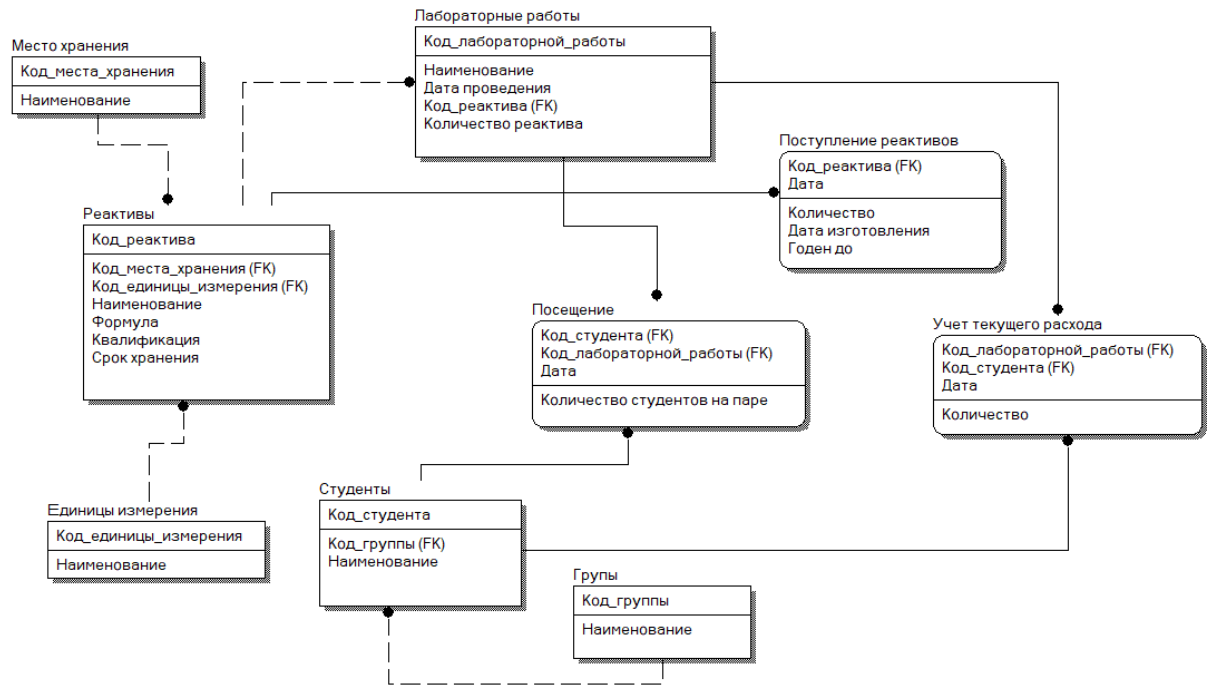 Лабораторные работы
Код_лабораторной_работы
Наименование
Дата проведения
Код_реактива (FK)
Количество реактива
Место хранения
Код_места_хранения
Наименование
Поступление реактивов
Код_реактива (FK)
Дата
Количество
Дата изготовления
Годен до
Реактивы
Код_реактива
Код_места_хранения (FK)
Код_единицы_измерения (FK)
Наименование
Формула
Квалификация
Срок хранения
Посещение
Код_студента (FK)
Код_лабораторной_работы (FK)
Дата
Количество студентов на паре
Учет текущего расхода
Код_лабораторной_работы (FK)
Код_студента (FK)
Дата
Количество
Единицы измерения
Код_единицы_измерения
Наименование
Студенты
Код_студента
Код_группы (FK)
Наименование
Групы
Код_группы
Наименование